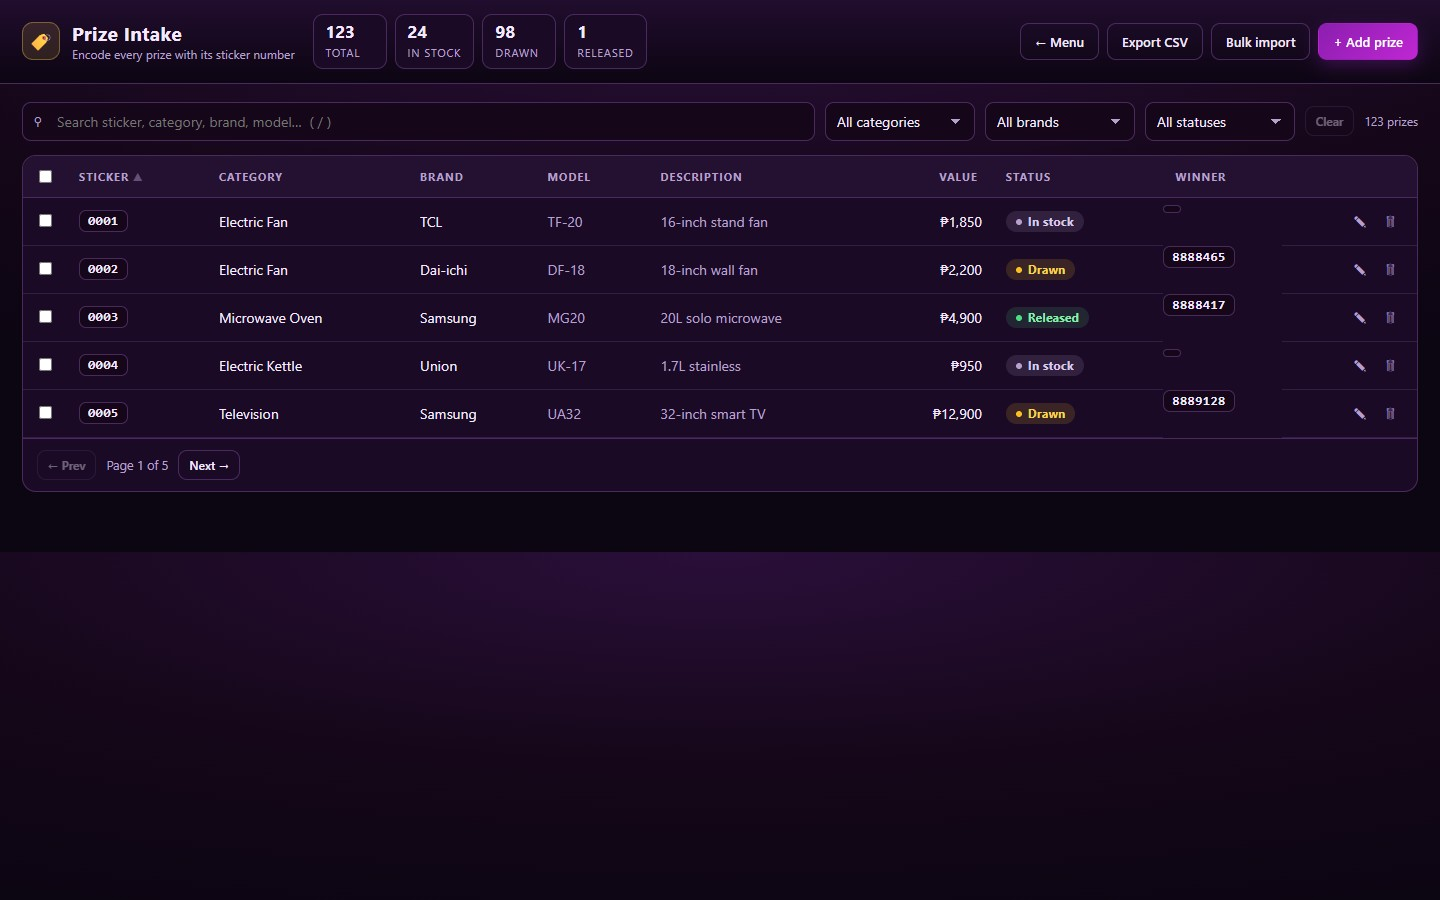 Prize Intake
Encode every prize with its sticker number
123 TOTAL
24 IN STOCK
98 DRAWN
1 RELEASED
← Menu
Export CSV
Bulk import
+ Add prize
Search sticker, category, brand, model... ( / )
All categories
All brands
All statuses
Clear
123 prizes
STICKER ▲ CATEGORY BRAND MODEL DESCRIPTION VALUE STATUS WINNER
0001 Electric Fan TCL TF-20 16-inch stand fan ₱1,850 In stock
0002 Electric Fan Dai-ichi DF-18 18-inch wall fan ₱2,200 Drawn 8888465
0003 Microwave Oven Samsung MG20 20L solo microwave ₱4,900 Released 8888417
0004 Electric Kettle Union UK-17 1.7L stainless ₱950 In stock
0005 Television Samsung UA32 32-inch smart TV ₱12,900 Drawn 8889128
← Prev Page 1 of 5 Next →